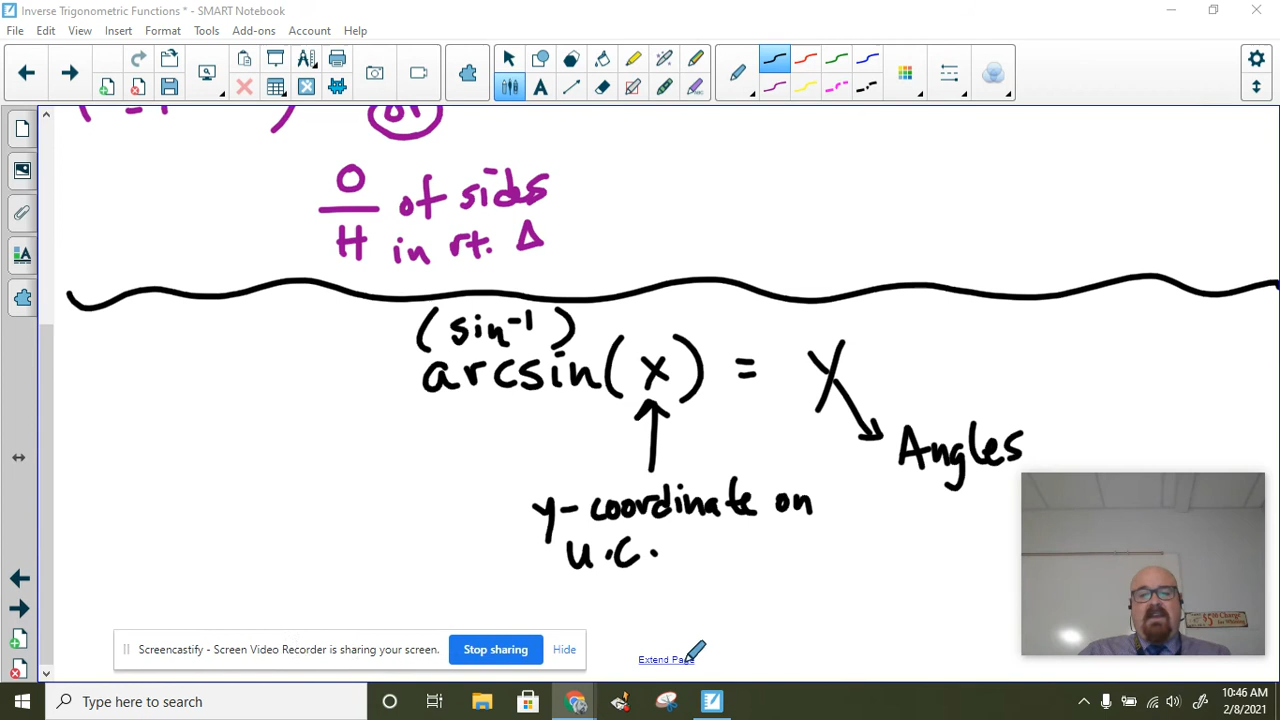 Inverse Trigonometric Functions * - SMART Notebook
File Edit View Insert Format Tools Add-ons Account Help
O
H
of sides
in rt. Δ
(sin⁻¹)
arcsin(x) = y
Angles
y-coordinate on
U.C.
Screencastify - Screen Video Recorder is sharing your screen.
Stop sharing
Hide
Extend Page
Type here to search
10:46 AM
2/8/2021